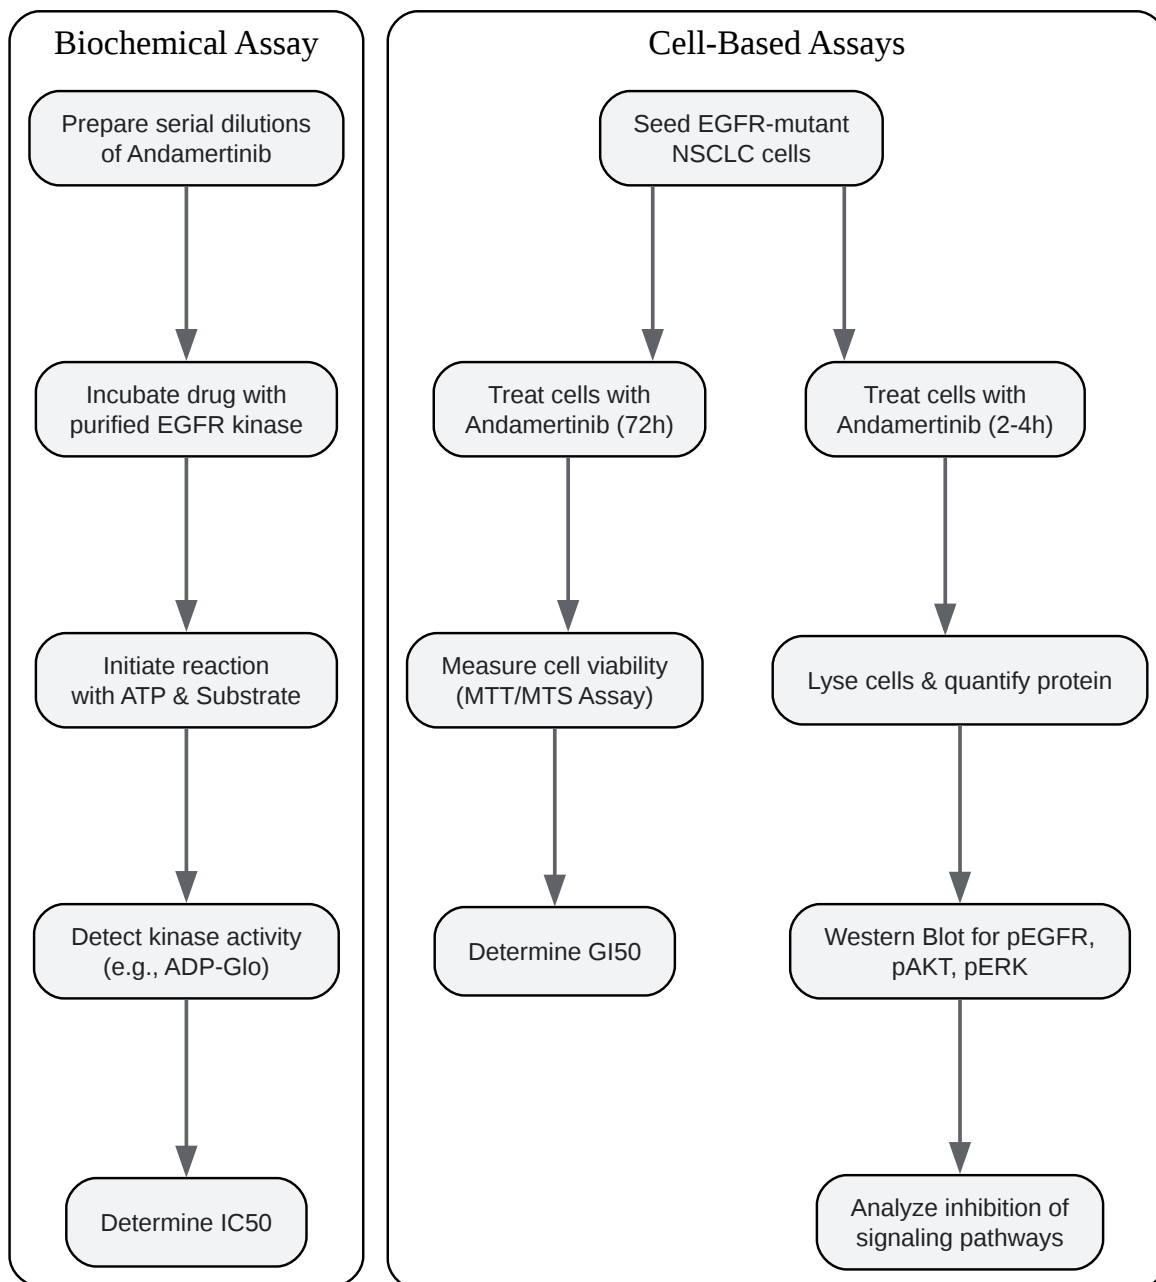 Biochemical Assay
Prepare serial dilutions
of Andamertinib
Incubate drug with
purified EGFR kinase
Initiate reaction
with ATP & Substrate
Detect kinase activity
(e.g., ADP-Glo)
Determine IC50
Cell-Based Assays
Seed EGFR-mutant
NSCLC cells
Treat cells with
Andamertinib (72h)
Measure cell viability
(MTT/MTS Assay)
Determine GI50
Treat cells with
Andamertinib (2-4h)
Lyse cells & quantify protein
Western Blot for pEGFR,
pAKT, pERK
Analyze inhibition of
signaling pathways